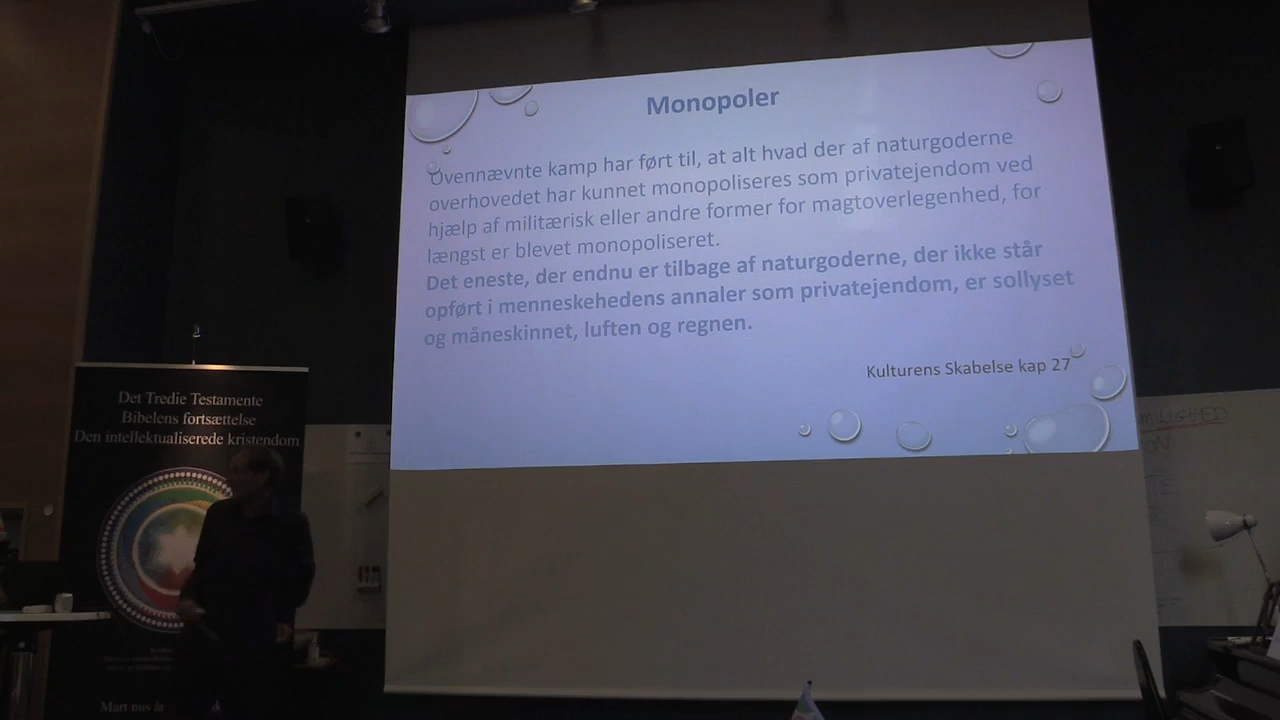 Monopoler
Ovennævnte kamp har ført til, at alt hvad der af naturgoderne
overhovedet har kunnet monopoliseres som privatejendom ved
hjælp af militærisk eller andre former for magtoverlegenhed, for
længst er blevet monopoliseret.
Det eneste, der endnu er tilbage af naturgoderne, der ikke står
opført i menneskehedens annaler som privatejendom, er sollyset
og måneskinnet, luften og regnen.
Kulturens Skabelse kap 27
Det Tredie Testamente
Bibelens fortsættelse
Den intellektualiserede kristendom